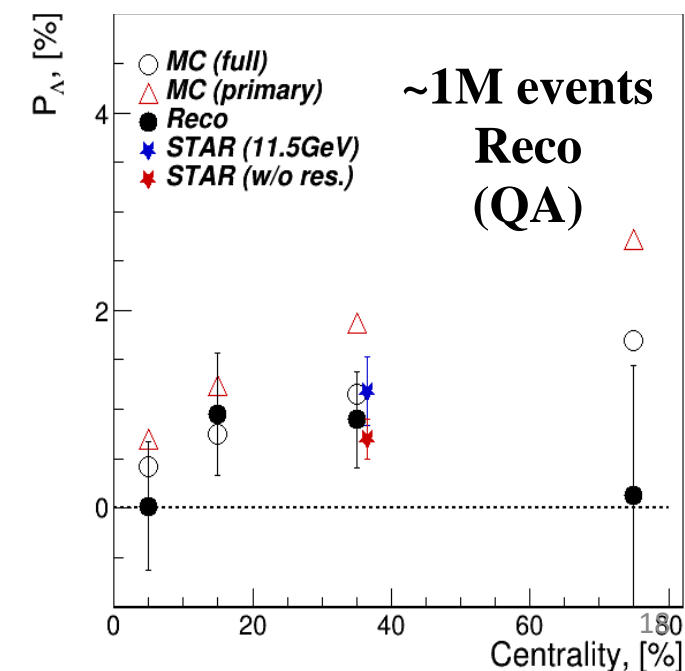 P_Λ, [%]
MC (full)
MC (primary)
Reco
STAR (11.5GeV)
STAR (w/o res.)
~1M events
Reco
(QA)
4
2
0
0 20 40 60 80
18
Centrality, [%]